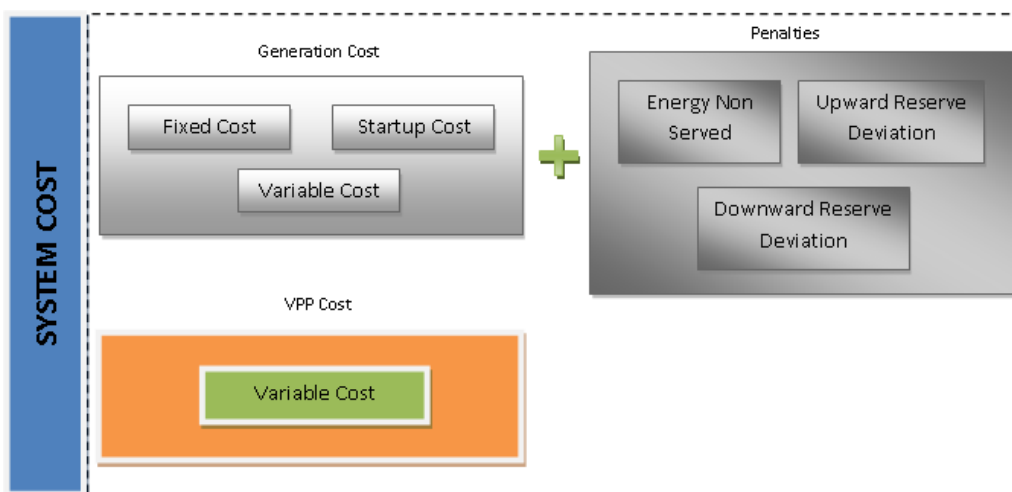 SYSTEM COST
Generation Cost
Fixed Cost
Startup Cost
Variable Cost
Penalties
Energy Non
Served
Upward Reserve
Deviation
Downward Reserve
Deviation
VPP Cost
Variable Cost